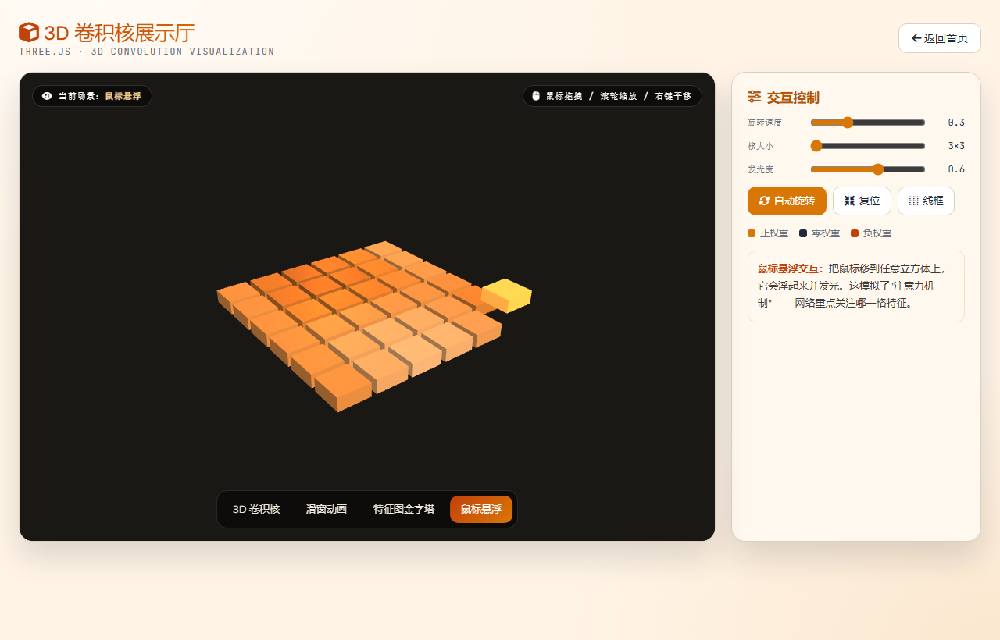 3D 卷积核展示厅
THREE.JS · 3D CONVOLUTION VISUALIZATION
返回首页
当前场景：鼠标悬浮
鼠标拖拽 / 滚轮缩放 / 右键平移
3D 卷积核
滑窗动画
特征图金字塔
鼠标悬浮
交互控制
旋转速度 0.3
核大小 3×3
发光度 0.6
自动旋转
复位
线框
正权重
零权重
负权重
鼠标悬浮交互：把鼠标移到任意立方体上，
它会浮起来并发光。这模拟了"注意力机
制"—— 网络重点关注哪一格特征。